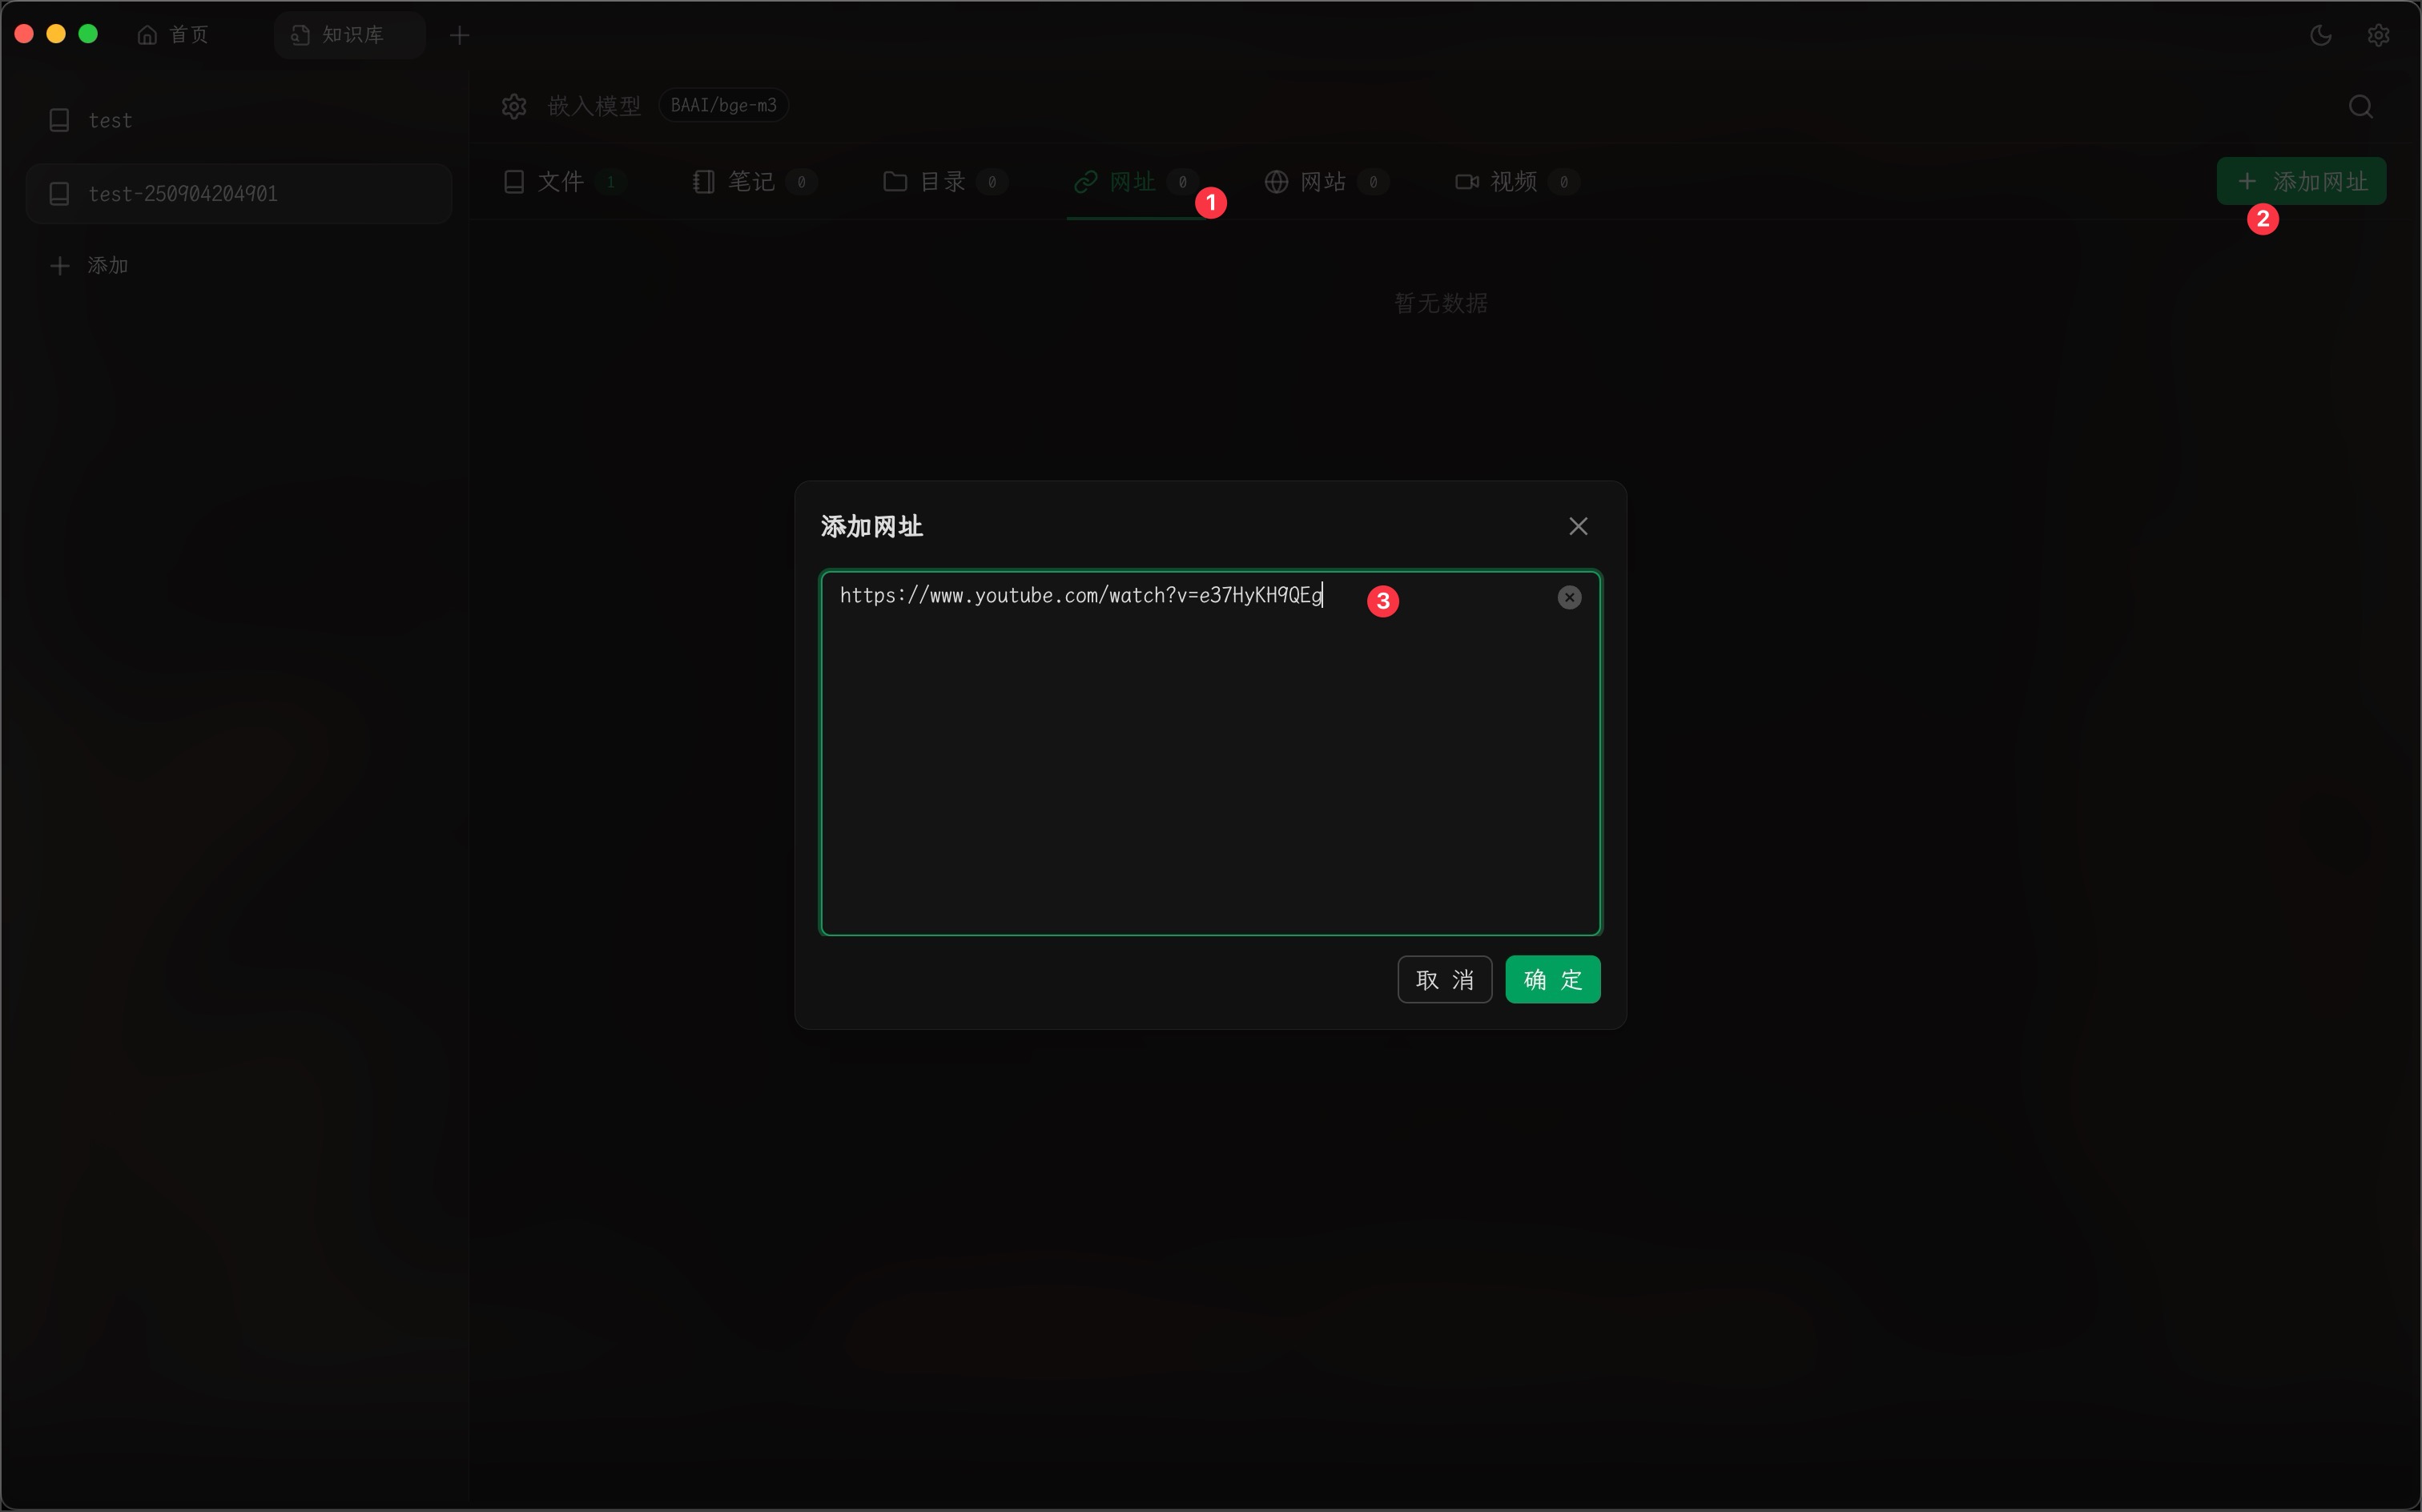 首页
知识库
test
test-250904204901
添加
嵌入模型 BAAI/bge-m3
文件 1 笔记 0 目录 0 网址 0 网站 0 视频 0
添加网址
1
2
暂无数据
添加网址
https://www.youtube.com/watch?v=e37HyKH9QEg
3
取 消 确 定